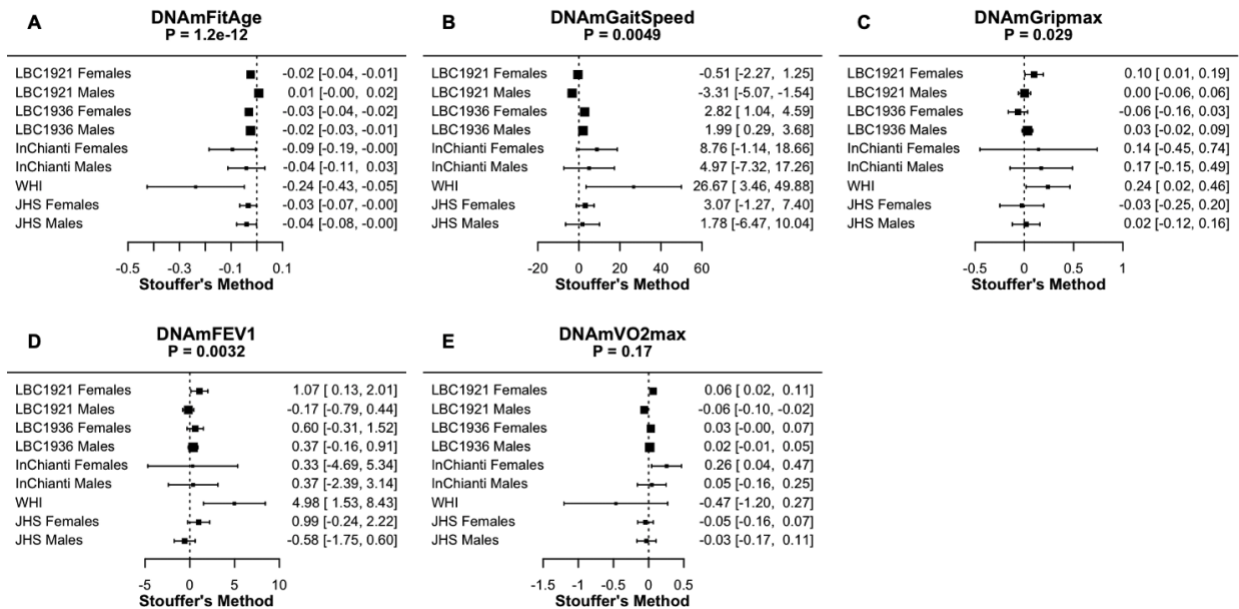 A
DNAmFitAge
P = 1.2e-12
LBC1921 Females -0.02 [-0.04, -0.01]
LBC1921 Males 0.01 [-0.00, 0.02]
LBC1936 Females -0.03 [-0.04, -0.02]
LBC1936 Males -0.02 [-0.03, -0.01]
InChianti Females -0.09 [-0.19, -0.00]
InChianti Males -0.04 [-0.11, 0.03]
WHI -0.24 [-0.43, -0.05]
JHS Females -0.03 [-0.07, -0.00]
JHS Males -0.04 [-0.08, -0.00]
-0.5 -0.3 -0.1 0.1
Stouffer's Method
B
DNAmGaitSpeed
P = 0.0049
LBC1921 Females -0.51 [-2.27, 1.25]
LBC1921 Males -3.31 [-5.07, -1.54]
LBC1936 Females 2.82 [ 1.04, 4.59]
LBC1936 Males 1.99 [ 0.29, 3.68]
InChianti Females 8.76 [-1.14, 18.66]
InChianti Males 4.97 [-7.32, 17.26]
WHI 26.67 [ 3.46, 49.88]
JHS Females 3.07 [-1.27, 7.40]
JHS Males 1.78 [-6.47, 10.04]
-20 0 20 40 60
Stouffer's Method
C
DNAmGripmax
P = 0.029
LBC1921 Females 0.10 [ 0.01, 0.19]
LBC1921 Males 0.00 [-0.06, 0.06]
LBC1936 Females -0.06 [-0.16, 0.03]
LBC1936 Males 0.03 [-0.02, 0.09]
InChianti Females 0.14 [-0.45, 0.74]
InChianti Males 0.17 [-0.15, 0.49]
WHI 0.24 [ 0.02, 0.46]
JHS Females -0.03 [-0.25, 0.20]
JHS Males 0.02 [-0.12, 0.16]
-0.5 0 0.5 1
Stouffer's Method
D
DNAmFEV1
P = 0.0032
LBC1921 Females 1.07 [ 0.13, 2.01]
LBC1921 Males -0.17 [-0.79, 0.44]
LBC1936 Females 0.60 [-0.31, 1.52]
LBC1936 Males 0.37 [-0.16, 0.91]
InChianti Females 0.33 [-4.69, 5.34]
InChianti Males 0.37 [-2.39, 3.14]
WHI 4.98 [ 1.53, 8.43]
JHS Females 0.99 [-0.24, 2.22]
JHS Males -0.58 [-1.75, 0.60]
-5 0 5 10
Stouffer's Method
E
DNAmVO2max
P = 0.17
LBC1921 Females 0.06 [ 0.02, 0.11]
LBC1921 Males -0.06 [-0.10, -0.02]
LBC1936 Females 0.03 [-0.00, 0.07]
LBC1936 Males 0.02 [-0.01, 0.05]
InChianti Females 0.26 [ 0.04, 0.47]
InChianti Males 0.05 [-0.16, 0.25]
WHI -0.47 [-1.20, 0.27]
JHS Females -0.05 [-0.16, 0.07]
JHS Males -0.03 [-0.17, 0.11]
-1.5 -1 -0.5 0 0.5
Stouffer's Method